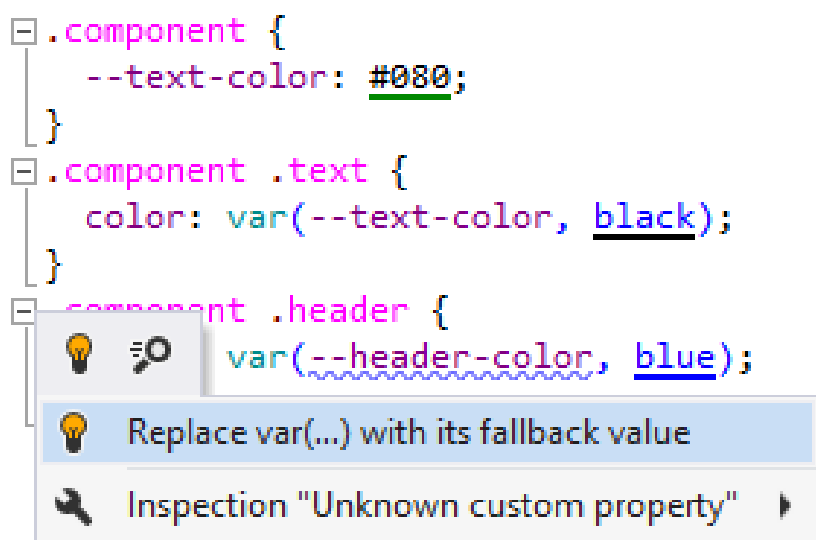 .component {
--text-color: #080;
}
.component .text {
color: var(--text-color, black);
}
.component .header {
var(--header-color, blue);
Replace var(...) with its fallback value
Inspection "Unknown custom property"